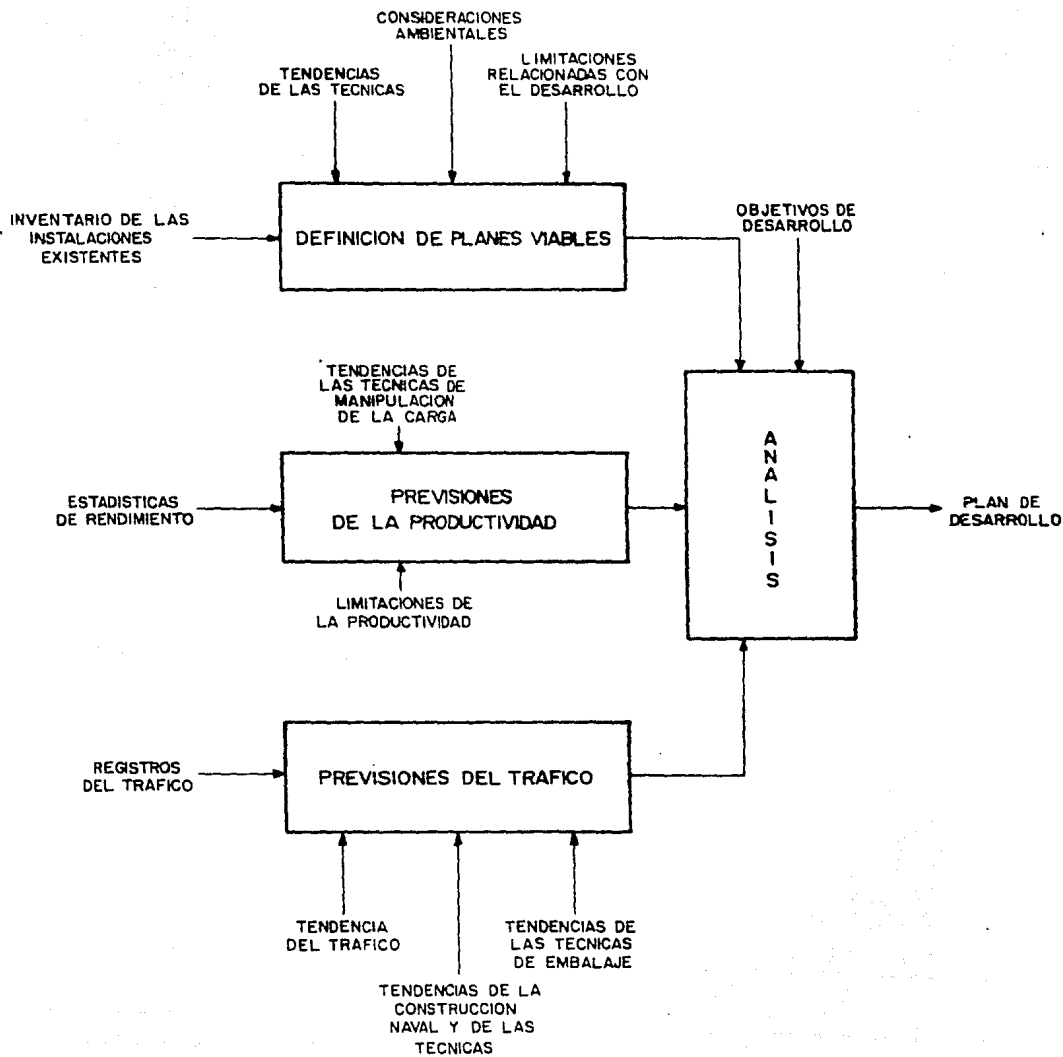 CONSIDERACIONES
AMBIENTALES
LIMITACIONES
RELACIONADAS CON
EL DESARROLLO
TENDENCIAS
DE LAS TECNICAS
INVENTARIO DE LAS
INSTALACIONES
EXISTENTES
DEFINICION DE PLANES VIABLES
OBJETIVOS DE
DESARROLLO
TENDENCIAS DE
LAS TECNICAS DE
MANIPULACION
DE LA CARGA
ESTADISTICAS
DE RENDIMIENTO
PREVISIONES
DE LA PRODUCTIVIDAD
LIMITACIONES DE
LA PRODUCTIVIDAD
ANALISIS
PLAN DE
DESARROLLO
REGISTROS
DEL TRAFICO
PREVISIONES DEL TRAFICO
TENDENCIA
DEL TRAFICO
TENDENCIAS DE LA
CONSTRUCCION
NAVAL Y DE LAS
TECNICAS
TENDENCIAS DE
LAS TECNICAS
DE EMBALAJE